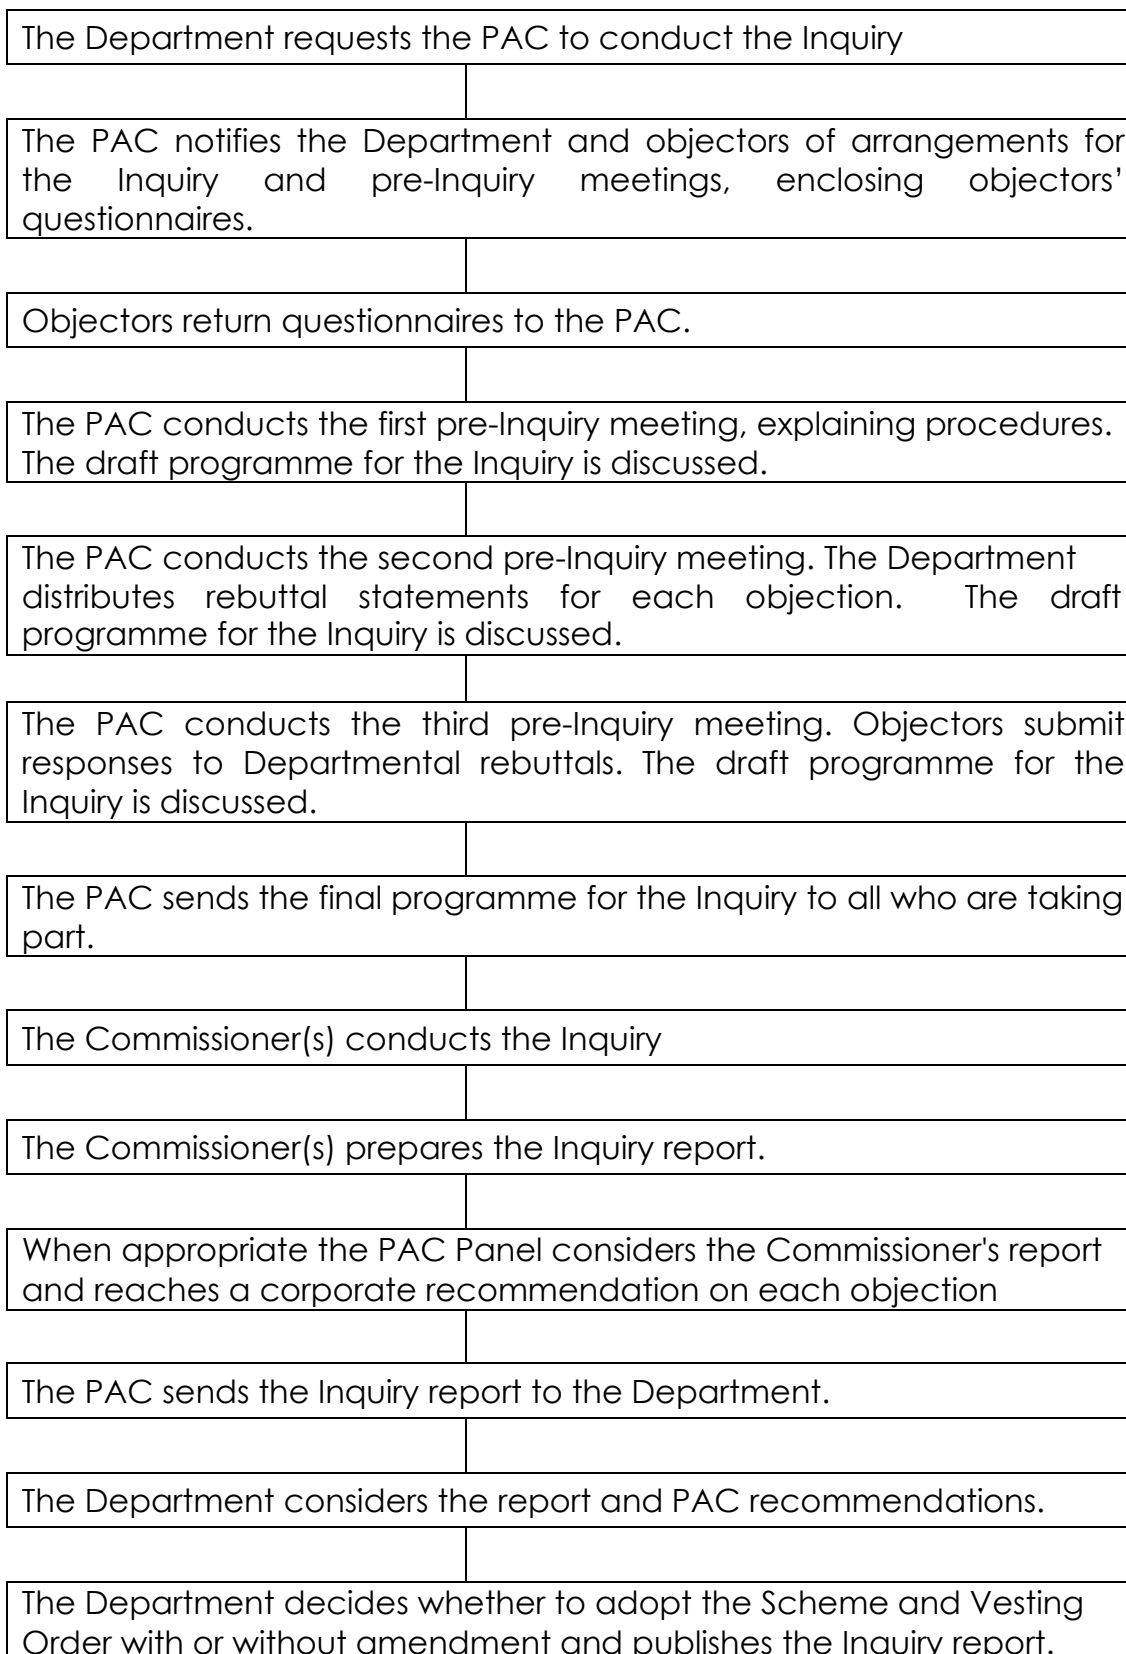 The Department requests the PAC to conduct the Inquiry
The PAC notifies the Department and objectors of arrangements for
the Inquiry and pre-Inquiry meetings, enclosing objectors’
questionnaires.
Objectors return questionnaires to the PAC.
The PAC conducts the first pre-Inquiry meeting, explaining procedures.
The draft programme for the Inquiry is discussed.
The PAC conducts the second pre-Inquiry meeting. The Department
distributes rebuttal statements for each objection. The draft
programme for the Inquiry is discussed.
The PAC conducts the third pre-Inquiry meeting. Objectors submit
responses to Departmental rebuttals. The draft programme for the
Inquiry is discussed.
The PAC sends the final programme for the Inquiry to all who are taking
part.
The Commissioner(s) conducts the Inquiry
The Commissioner(s) prepares the Inquiry report.
When appropriate the PAC Panel considers the Commissioner's report
and reaches a corporate recommendation on each objection
The PAC sends the Inquiry report to the Department.
The Department considers the report and PAC recommendations.
The Department decides whether to adopt the Scheme and Vesting
Order with or without amendment and publishes the Inquiry report.